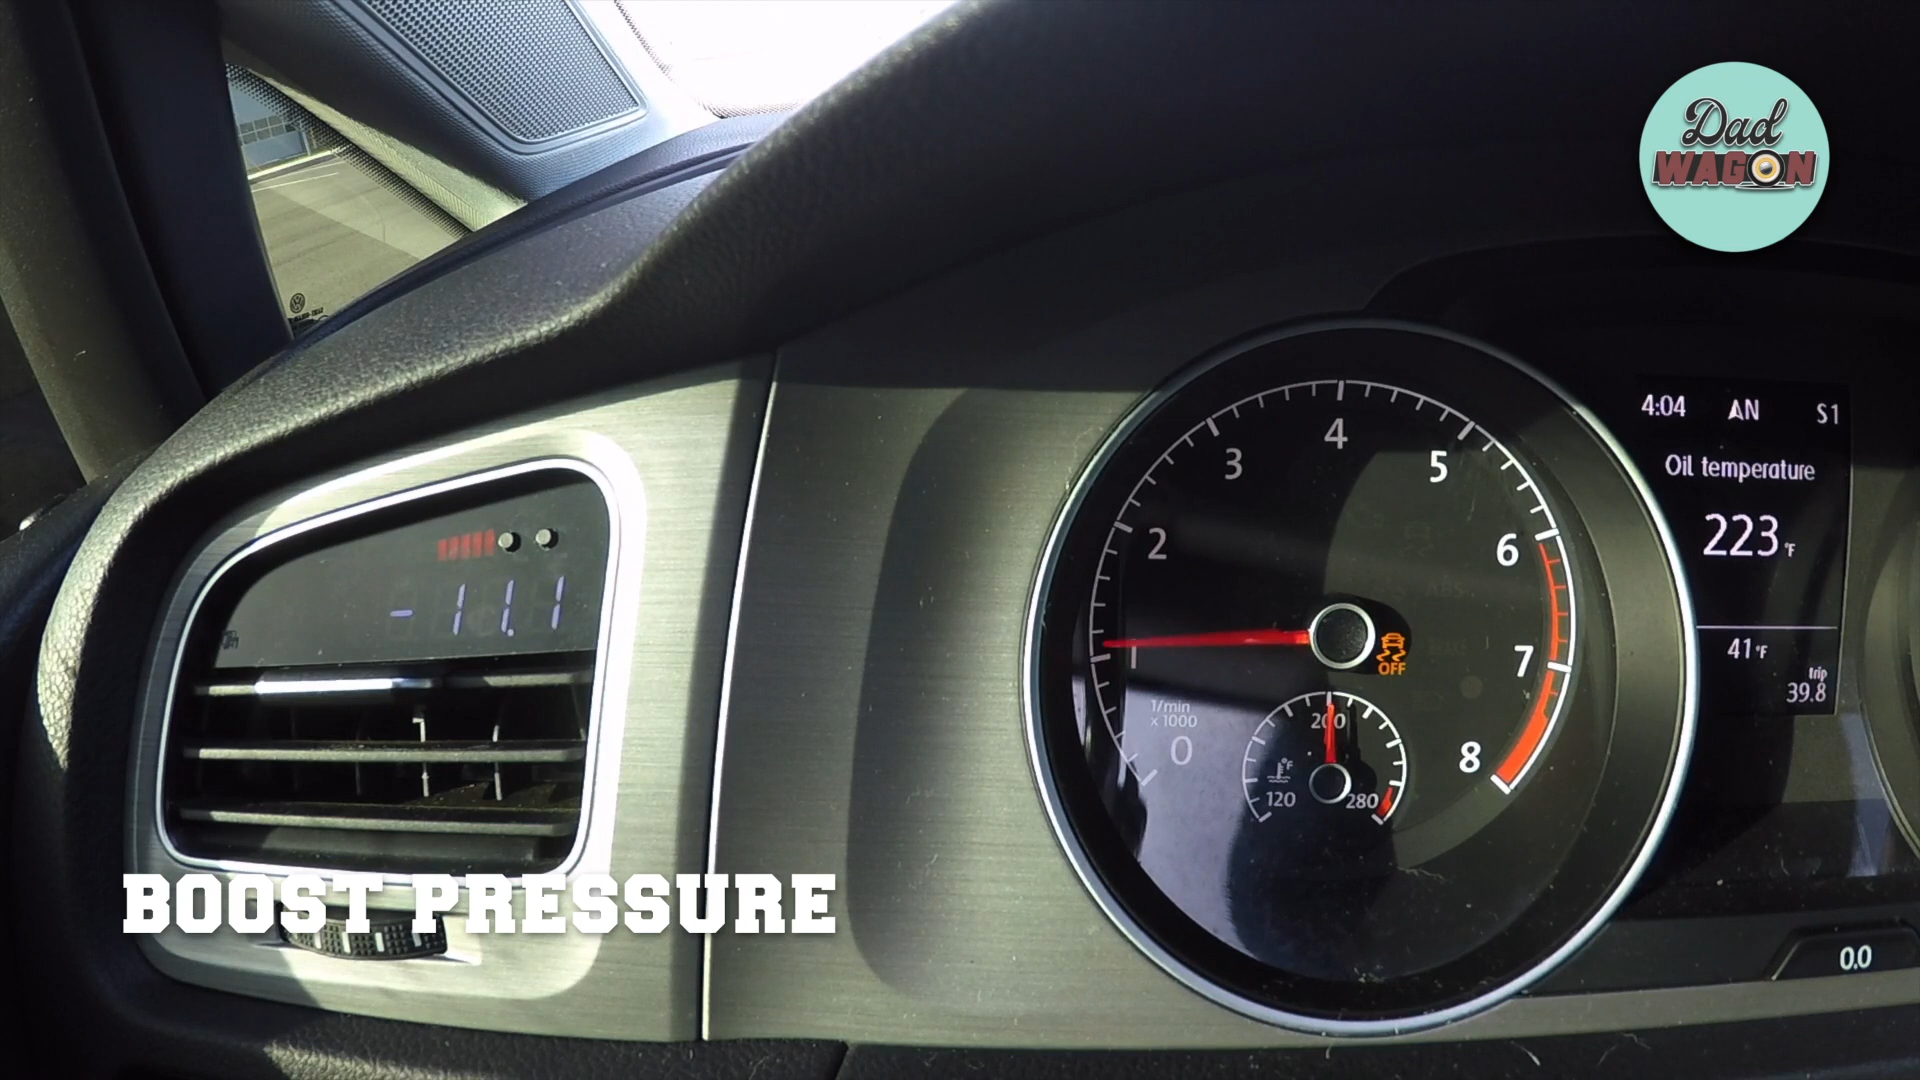 Dad
WAGON
4:04 AN S1
Oil temperature
223°F
41°F
trip
39.8
0.0
0
1
2
3
4
5
6
7
8
1/min
x 1000
OFF
120
200
280
-11.1
BOOST PRESSURE